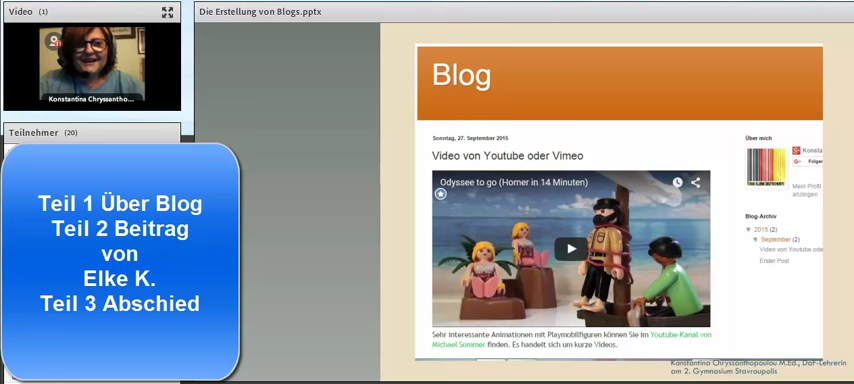 Video (1)
Konstantina Chryssantho...
Teilnehmer (20)
Teil 1 Über Blog
Teil 2 Beitrag
von
Elke K.
Teil 3 Abschied
Die Erstellung von Blogs.pptx
Blog
Sonntag, 27. September 2015
Video von Youtube oder Vimeo
Odyssee to go (Homer in 14 Minuten)
Sehr interessante Animationen mit Playmobilfiguren können Sie im Youtube-Kanal von
Michael Sommer finden. Es handelt sich um kurze Videos.
Über mich
Konsta
Folger
Mein Profil
anzeigen
Blog-Archiv
▼ 2015 (2)
▼ September (2)
Video von Youtube ode
Erster Post
Konstantina Chryssanthopoulou M.Ed., DaF-Lehrerin
am 2. Gymnasium Stavroupolis